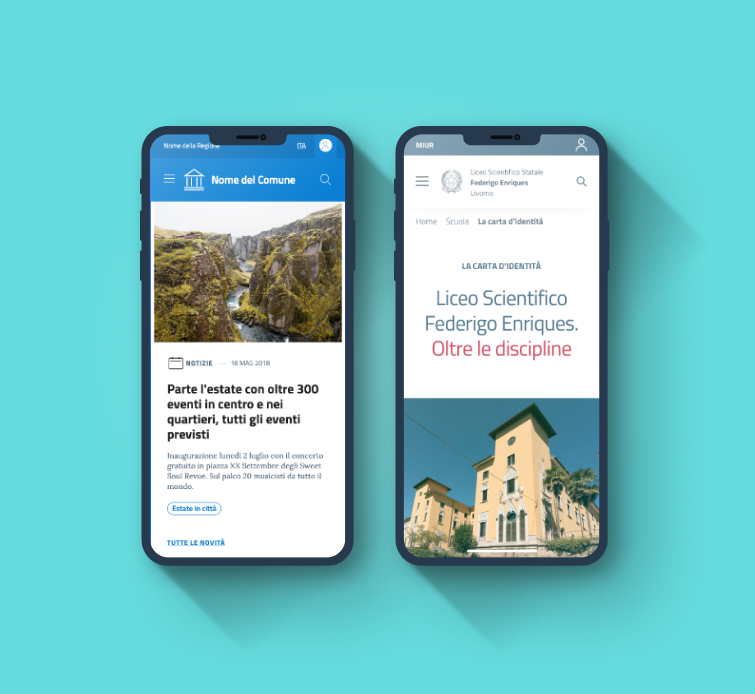 Nome della Regione
ITA
Nome del Comune
NOTIZIE — 18 MAG 2018
Parte l'estate con oltre 300
eventi in centro e nei
quartieri, tutti gli eventi
previsti
Inaugurazione lunedì 2 luglio con il concerto
gratuito in piazza XX Settembre degli Sweet
Soul Revue. Sul palco 20 musicisti da tutto il
mondo.
Estate in città
TUTTE LE NOVITÀ
MIUR
Liceo Scientifico Statale
Federigo Enriques
Livorno
Home Scuola La carta d'identità
LA CARTA D'IDENTITÀ
Liceo Scientifico
Federigo Enriques.
Oltre le discipline